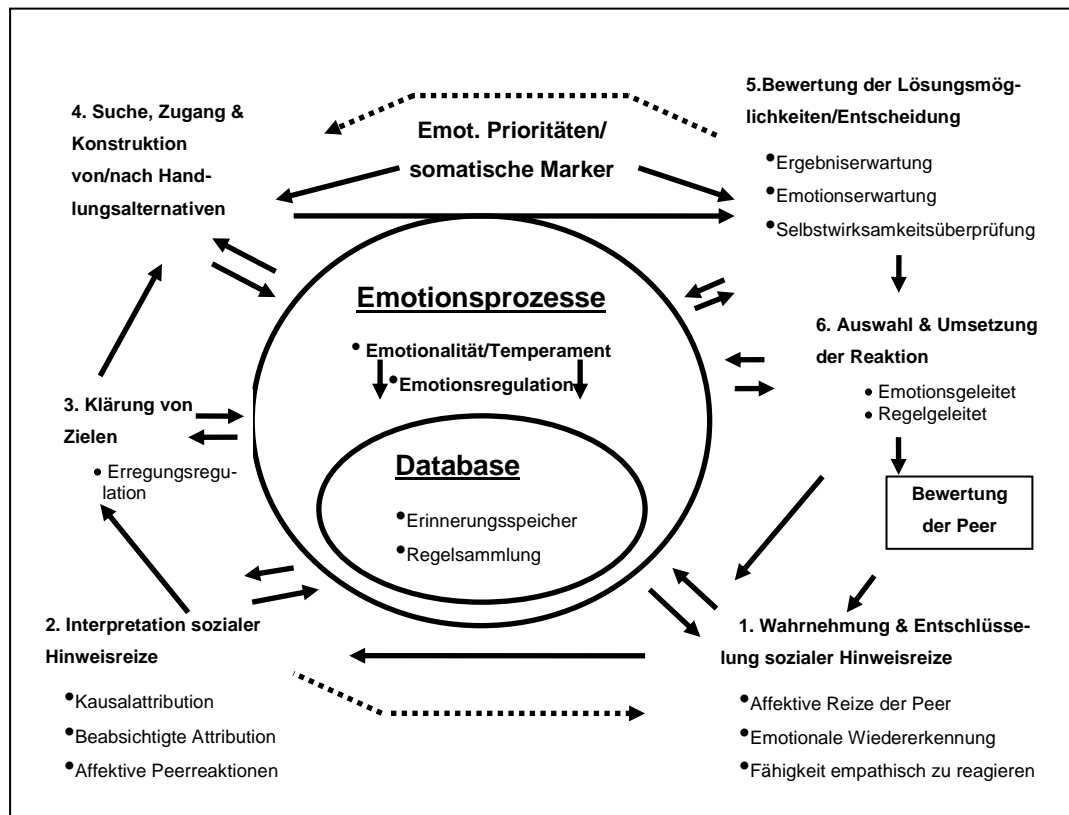 4. Suche, Zugang &
Konstruktion
von/nach Hand-
lungsalternativen
Emot. Prioritäten/
somatische Marker
5.Bewertung der Lösungsmög-
lichkeiten/Entscheidung
•Ergebniserwartung
•Emotionserwartung
•Selbstwirksamkeitsüberprüfung
Emotionsprozesse
• Emotionalität/Temperament
•Emotionsregulation
6. Auswahl & Umsetzung
der Reaktion
• Emotionsgeleitet
• Regelgeleitet
3. Klärung von
Zielen
• Erregungsregu-
lation
Database
•Erinnerungsspeicher
•Regelsammlung
Bewertung
der Peer
2. Interpretation sozialer
Hinweisreize
•Kausalattribution
•Beabsichtigte Attribution
•Affektive Peerreaktionen
1. Wahrnehmung & Entschlüsse-
lung sozialer Hinweisreize
•Affektive Reize der Peer
•Emotionale Wiedererkennung
•Fähigkeit empathisch zu reagieren